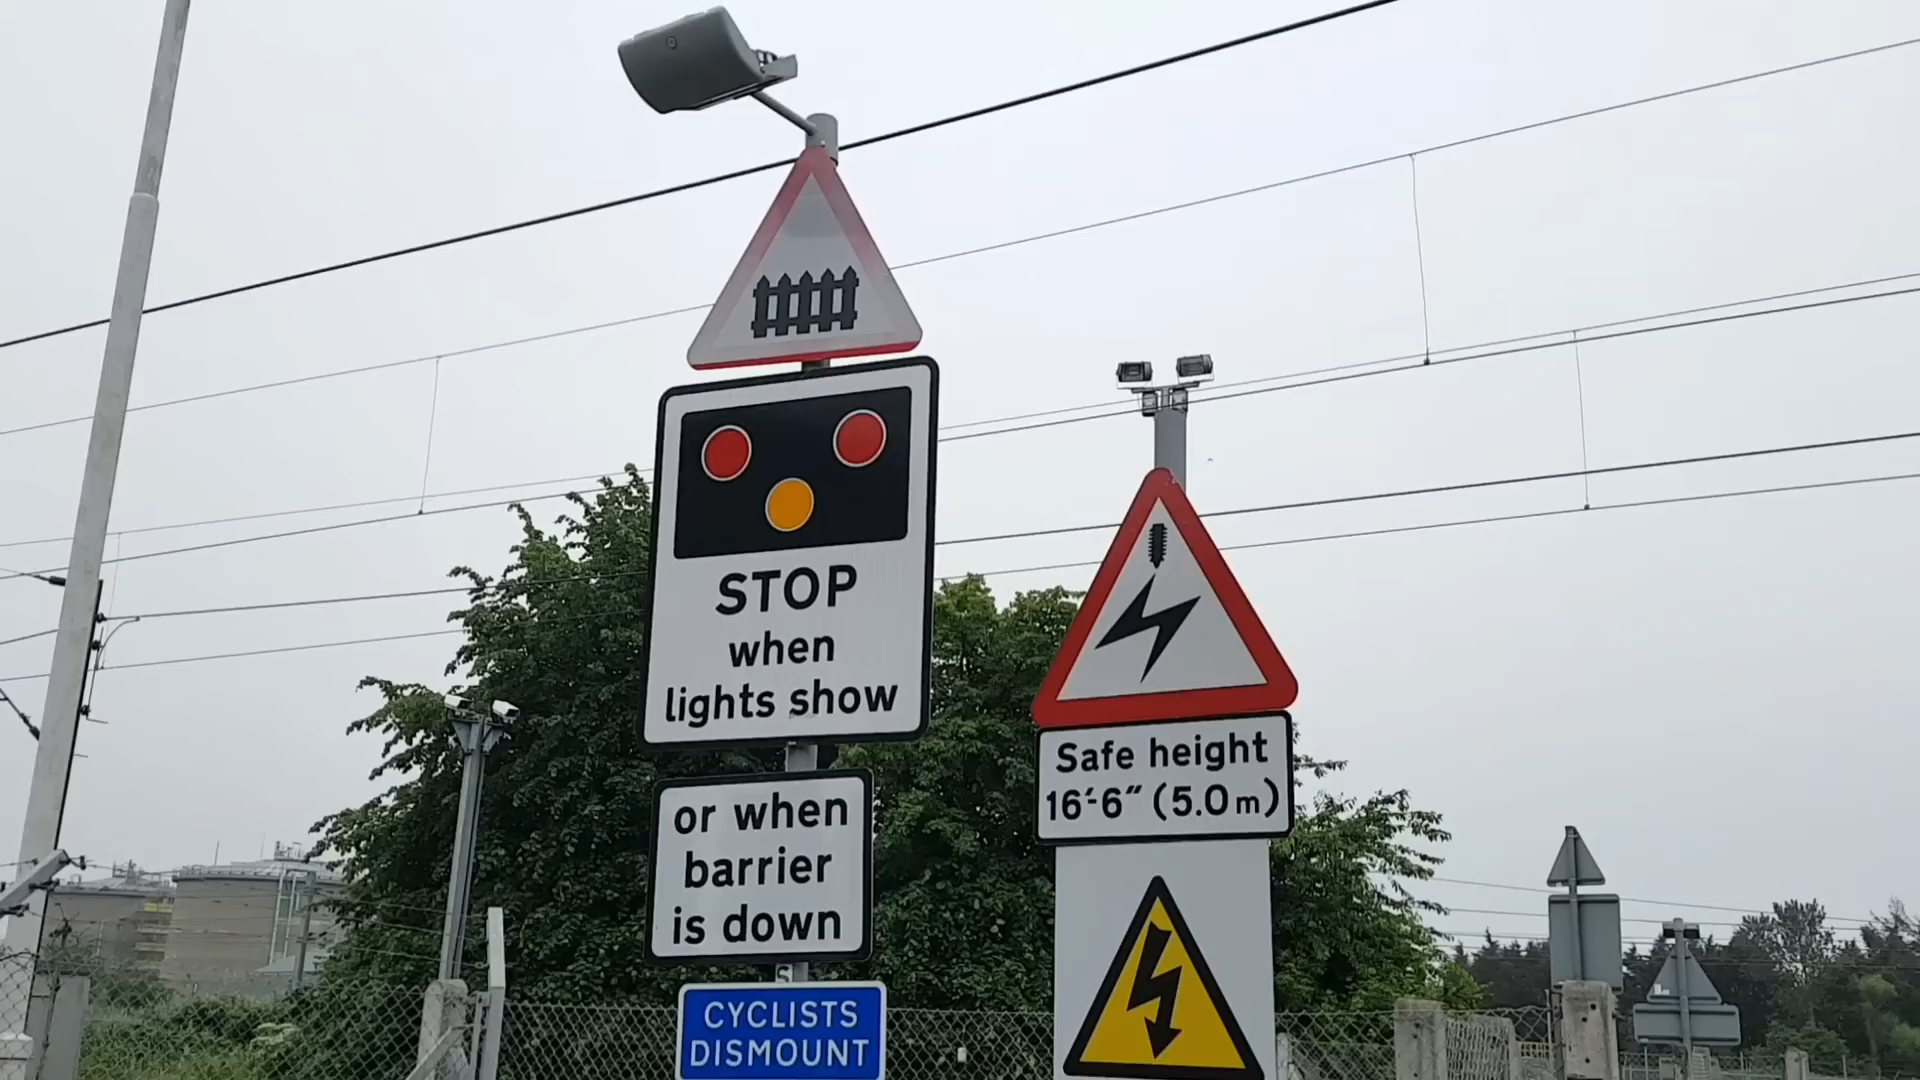 STOP
when
lights show
or when
barrier
is down
CYCLISTS
DISMOUNT
Safe height
16'-6" (5.0m)